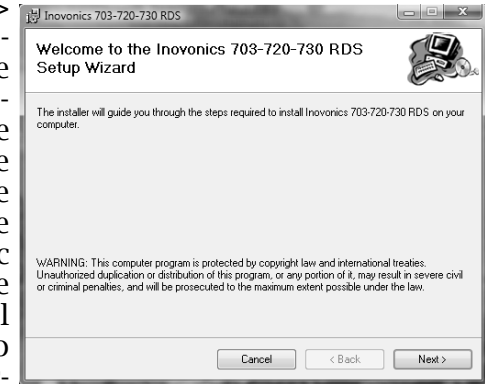 Inovonics 703-720-730 RDS
Welcome to the Inovonics 703-720-730 RDS
Setup Wizard
The installer will guide you through the steps required to install Inovonics 703-720-730 RDS on your
computer.
WARNING: This computer program is protected by copyright law and international treaties.
Unauthorized duplication or distribution of this program, or any portion of it, may result in severe civil
or criminal penalties, and will be prosecuted to the maximum extent possible under the law.
Cancel
< Back
Next >